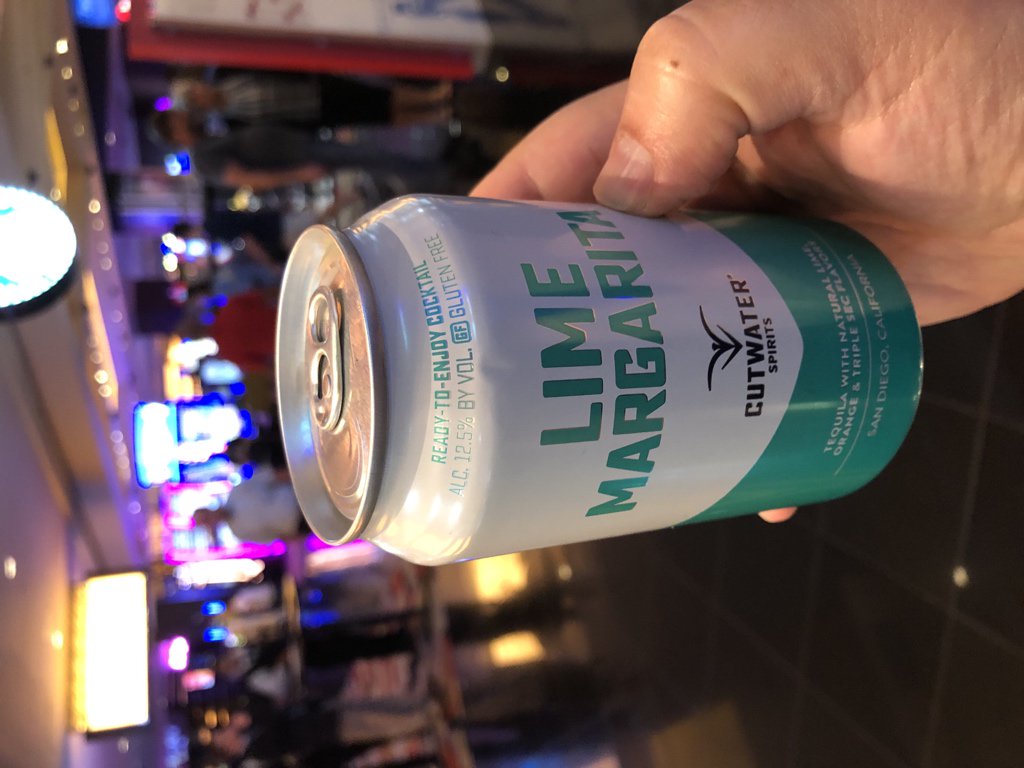 READY-TO-ENJOY COCKTAIL
ALC. 12.5% BY VOL. GF GLUTEN FREE
LIME
MARGARITA
CUTWATER
SPIRITS
TEQUILA WITH NATURAL LIME,
ORANGE & TRIPLE SEC FLAVORS
SAN DIEGO, CALIFORNIA